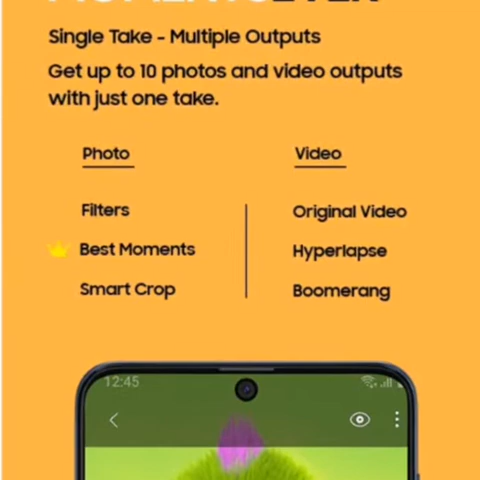 Single Take - Multiple Outputs
Get up to 10 photos and video outputs
with just one take.
Photo
Filters
Best Moments
Smart Crop
Video
Original Video
Hyperlapse
Boomerang
12:45